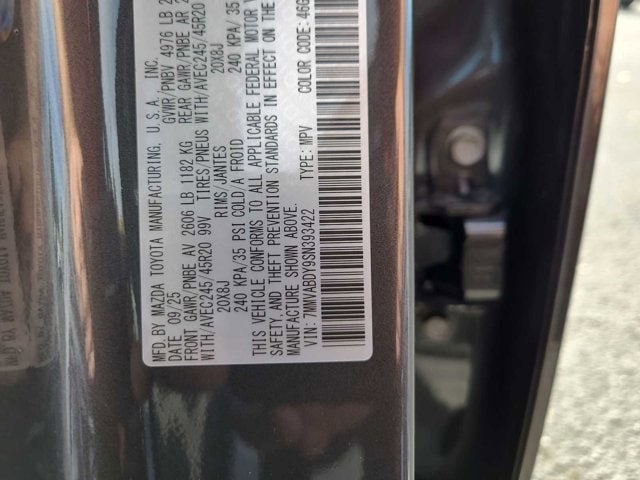 MFD.BY MAZDA TOYOTA MANUFACTURING, U.S.A., INC.
DATE 09/25 GVWR/PNBV 4976 LB 2
FRONT GAWR/PNBE AV 2606 LB 1182 KG REAR GAWR/PNBE AR 2
WITH/AVEC245/45R20 99V TIRES/PNEUS WITH/AVEC245/45R20
20X8J RIMS/JANTES 20X8J
240 KPA/35 PSI COLD/A FROID 240 KPA/35
THIS VEHICLE CONFORMS TO ALL APPLICABLE FEDERAL MOTOR V
SAFETY, AND THEFT PREVENTION STANDARDS IN EFFECT ON THE
MANUFACTURE SHOWN ABOVE.
VIN: 7MMVABDY9SN393422 TYPE: MPV COLOR CODE: 46G